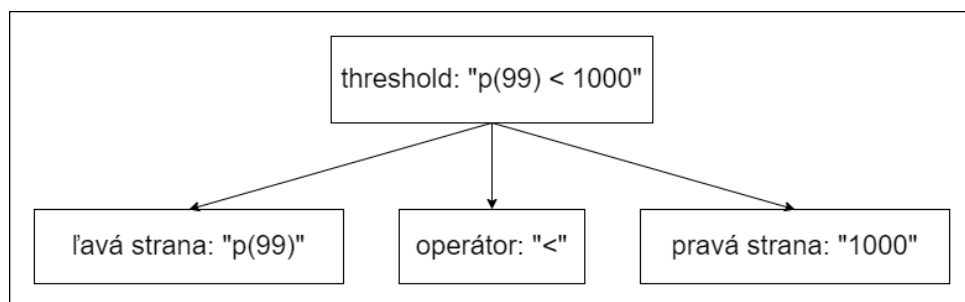 threshold: "p(99) < 1000"
ľavá strana: "p(99)"
operátor: "<"
pravá strana: "1000"